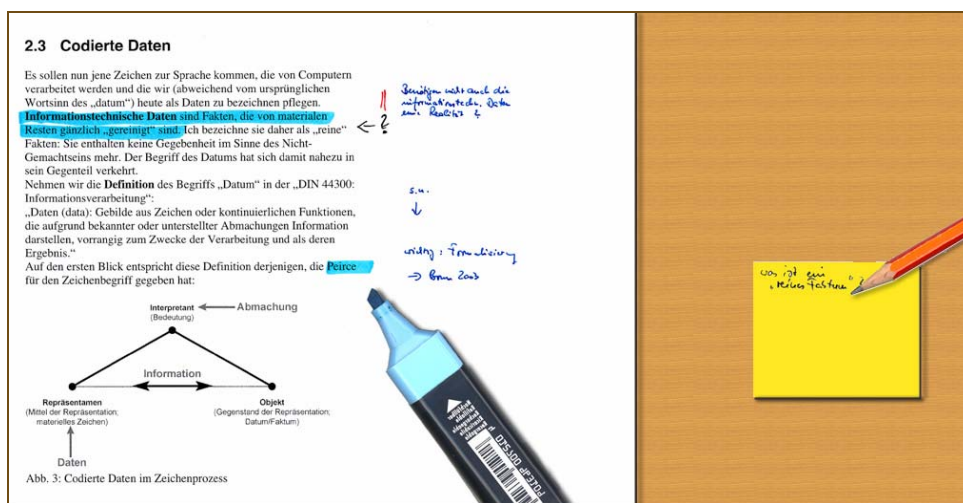 2.3 Codierte Daten
Es sollen nun jene Zeichen zur Sprache kommen, die von Computern
verarbeitet werden und die wir (abweichend vom ursprünglichen
Wortsinn des „datum“) heute als Daten zu bezeichnen pflegen.
Informationstechnische Daten sind Fakten, die von materialen
Resten gänzlich „gereinigt“ sind. Ich bezeichne sie daher als „reine“
Fakten: Sie enthalten keine Gegebenheit im Sinne des Nicht-
Gemachtseins mehr. Der Begriff des Datums hat sich damit nahezu in
sein Gegenteil verkehrt.
Nehmen wir die Definition des Begriffs „Datum“ in der „DIN 44300:
Informationsverarbeitung“:
„Daten (data): Gebilde aus Zeichen oder kontinuierlichen Funktionen,
die aufgrund bekannter oder unterstellter Abmachungen Information
darstellen, vorrangig zum Zwecke der Verarbeitung und als deren
Ergebnis.“
Auf den ersten Blick entspricht diese Definition derjenigen, die Peirce
für den Zeichenbegriff gegeben hat:
Interpretant
Abmachung
(Bedeutung)
Information
Repräsentamen
(Mittel der Repräsentation;
materielles Zeichen)
Objekt
(Gegenstand der Repräsentation;
Datum/Faktum)
Daten
Abb. 3: Codierte Daten im Zeichenprozess
?
Benötigen nicht auch die
informationstechn. Daten
eine Realität ?
s.u.
wichtig: Formalisierung
→ 2003
was ist ein
„reines Faktum“ ?